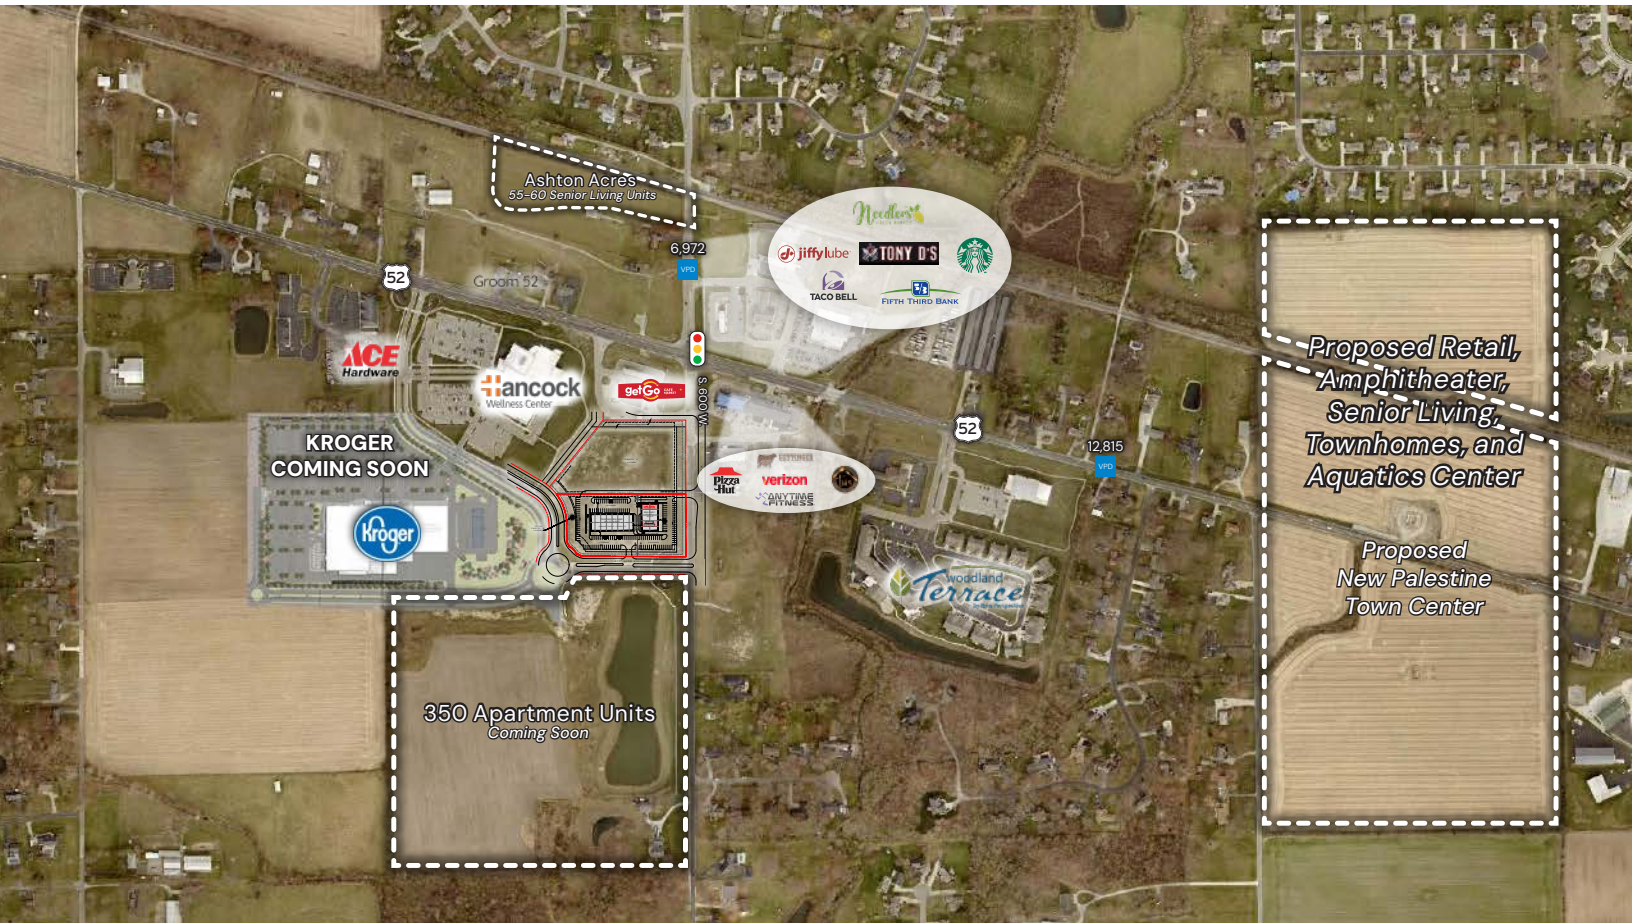 Ashton Acres
55-60 Senior Living Units
6,972
VPD
Needler's
jiffylube
TONY D'S
TACO BELL
FIFTH THIRD BANK
52
Groom 52
ACE
Hardware
Hancock
Wellness Center
getGo
S. 600 W.
52
12,815
VPD
KROGER
COMING SOON
Kroger
Pizza
Hut
verizon
ANYTIME
FITNESS
woodland
Terrace
Proposed Retail,
Amphitheater,
Senior Living,
Townhomes, and
Aquatics Center
Proposed
New Palestine
Town Center
350 Apartment Units
Coming Soon